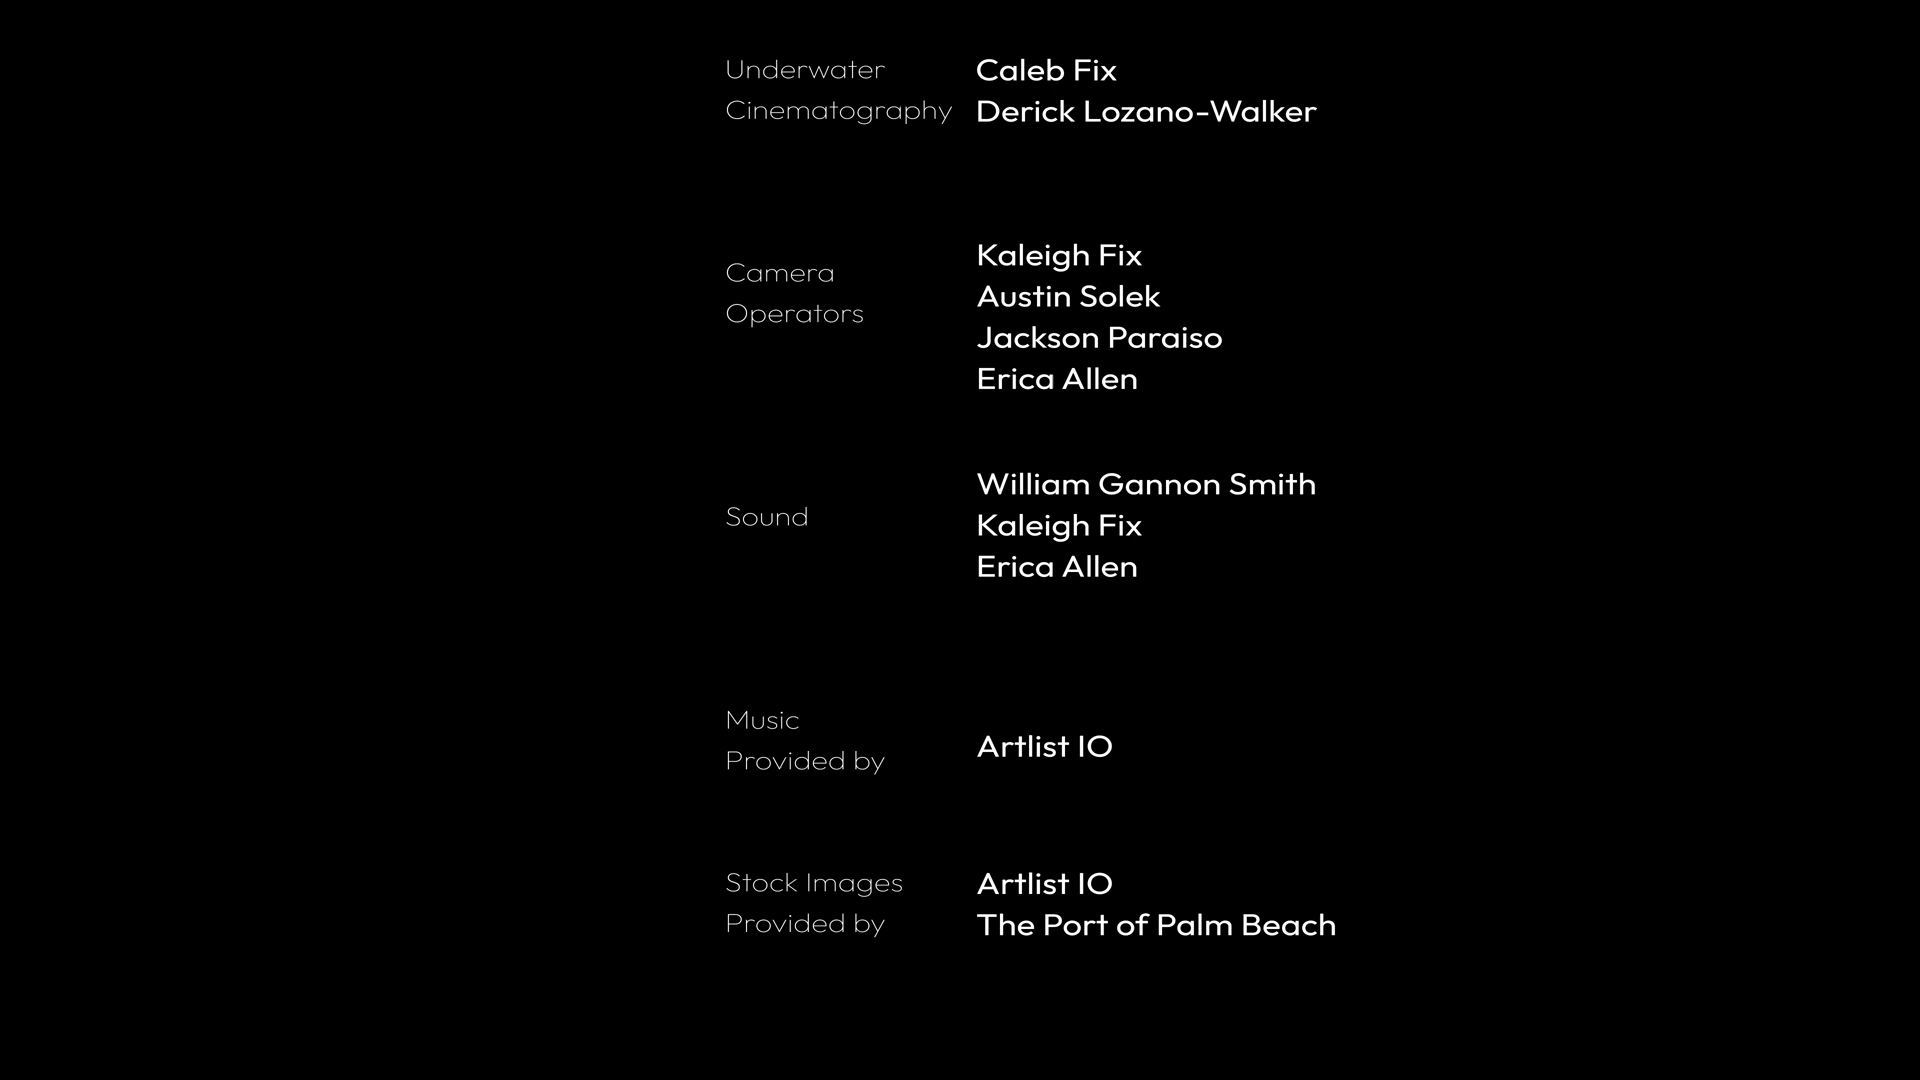 Underwater
Cinematography
Caleb Fix
Derick Lozano-Walker
Camera
Operators
Kaleigh Fix
Austin Solek
Jackson Paraiso
Erica Allen
Sound
William Gannon Smith
Kaleigh Fix
Erica Allen
Music
Provided by
Artlist IO
Stock Images
Provided by
Artlist IO
The Port of Palm Beach